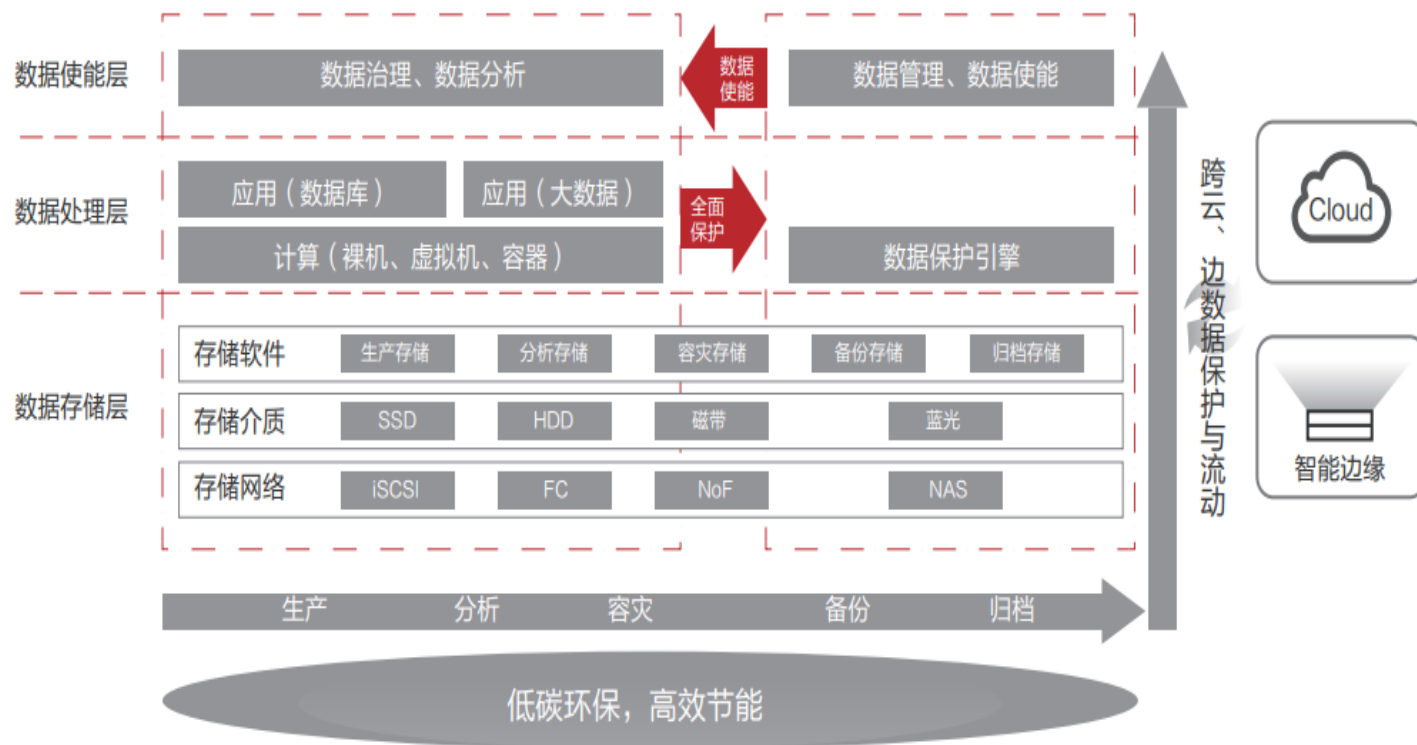 数据使能层
数据治理、数据分析
数据
使能
数据管理、数据使能
数据处理层
应用（数据库）
应用（大数据）
计算（裸机、虚拟机、容器）
全面
保护
数据保护引擎
数据存储层
存储软件
生产存储
分析存储
容灾存储
备份存储
归档存储
存储介质
SSD
HDD
磁带
蓝光
存储网络
iSCSI
FC
NoF
NAS
生产
分析
容灾
备份
归档
低碳环保，高效节能
跨云、边数据保护与流动
Cloud
智能边缘